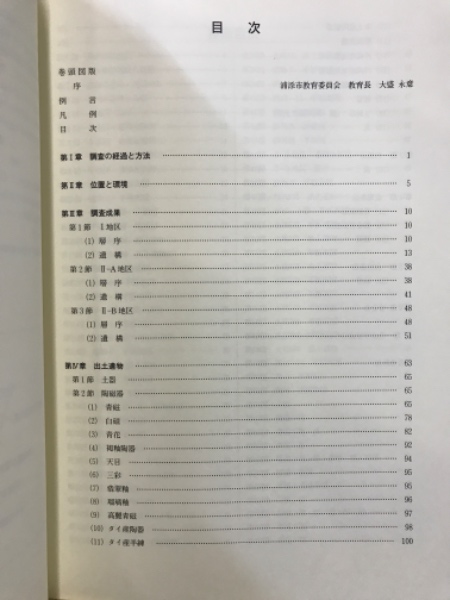 目 次
巻頭図版
序 浦添市教育委員会 教育長 大盛 永意
例 言
凡 例
目 次
第Ⅰ章 調査の経過と方法 1
第Ⅱ章 位置と環境 5
第Ⅲ章 調査成果 10
第1節 Ⅰ地区 10
(1) 層 序 10
(2) 遺 構 13
第2節 Ⅱ-A地区 38
(1) 層 序 38
(2) 遺 構 41
第3節 Ⅱ-B地区 48
(1) 層 序 48
(2) 遺 構 51
第Ⅳ章 出土遺物 63
第1節 土器 65
第2節 陶磁器 65
(1) 青磁 65
(2) 白磁 78
(3) 青花 82
(4) 褐釉陶器 92
(5) 天目 94
(6) 三彩 95
(7) 翡翠釉 95
(8) 瑠璃釉 96
(9) 高麗青磁 97
(10) タイ産陶器 98
(11) タイ産半練 100